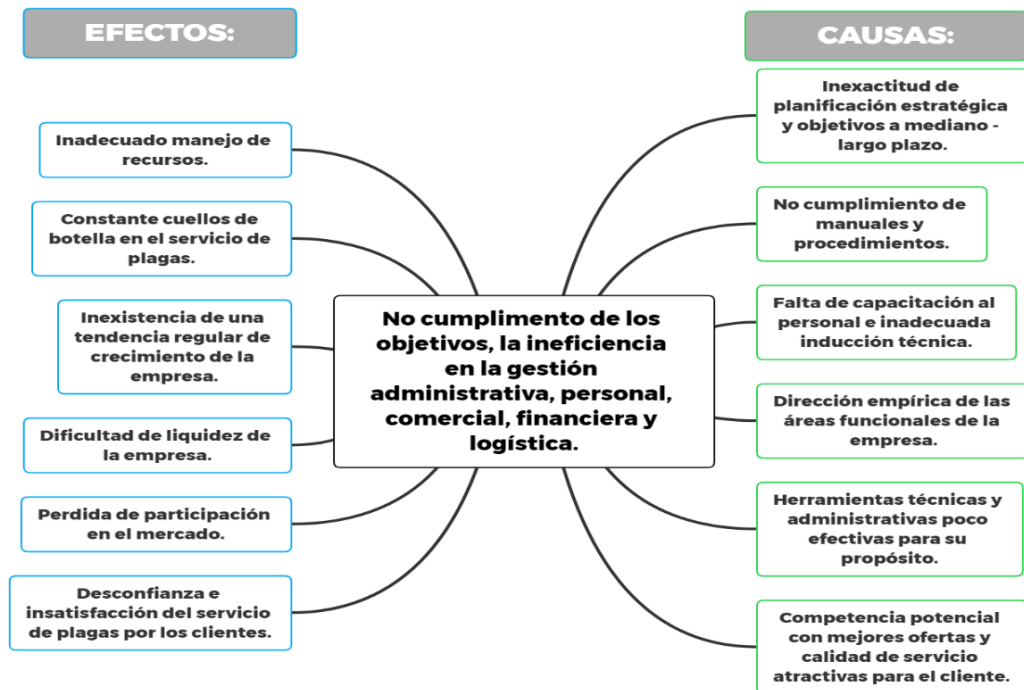 EFECTOS:
Inadecuado manejo de
recursos.
Constante cuellos de
botella en el servicio de
plagas.
Inexistencia de una
tendencia regular de
crecimiento de la
empresa.
Dificultad de liquidez de
la empresa.
Perdida de participación
en el mercado.
Desconfianza e
insatisfacción del servicio
de plagas por los clientes.
No cumplimento de los
objetivos, la ineficiencia
en la gestión
administrativa, personal,
comercial, financiera y
logística.
CAUSAS:
Inexactitud de
planificación estratégica
y objetivos a mediano -
largo plazo.
No cumplimiento de
manuales y
procedimientos.
Falta de capacitación al
personal e inadecuada
inducción técnica.
Dirección empírica de las
áreas funcionales de la
empresa.
Herramientas técnicas y
administrativas poco
efectivas para su
propósito.
Competencia potencial
con mejores ofertas y
calidad de servicio
atractivas para el cliente.